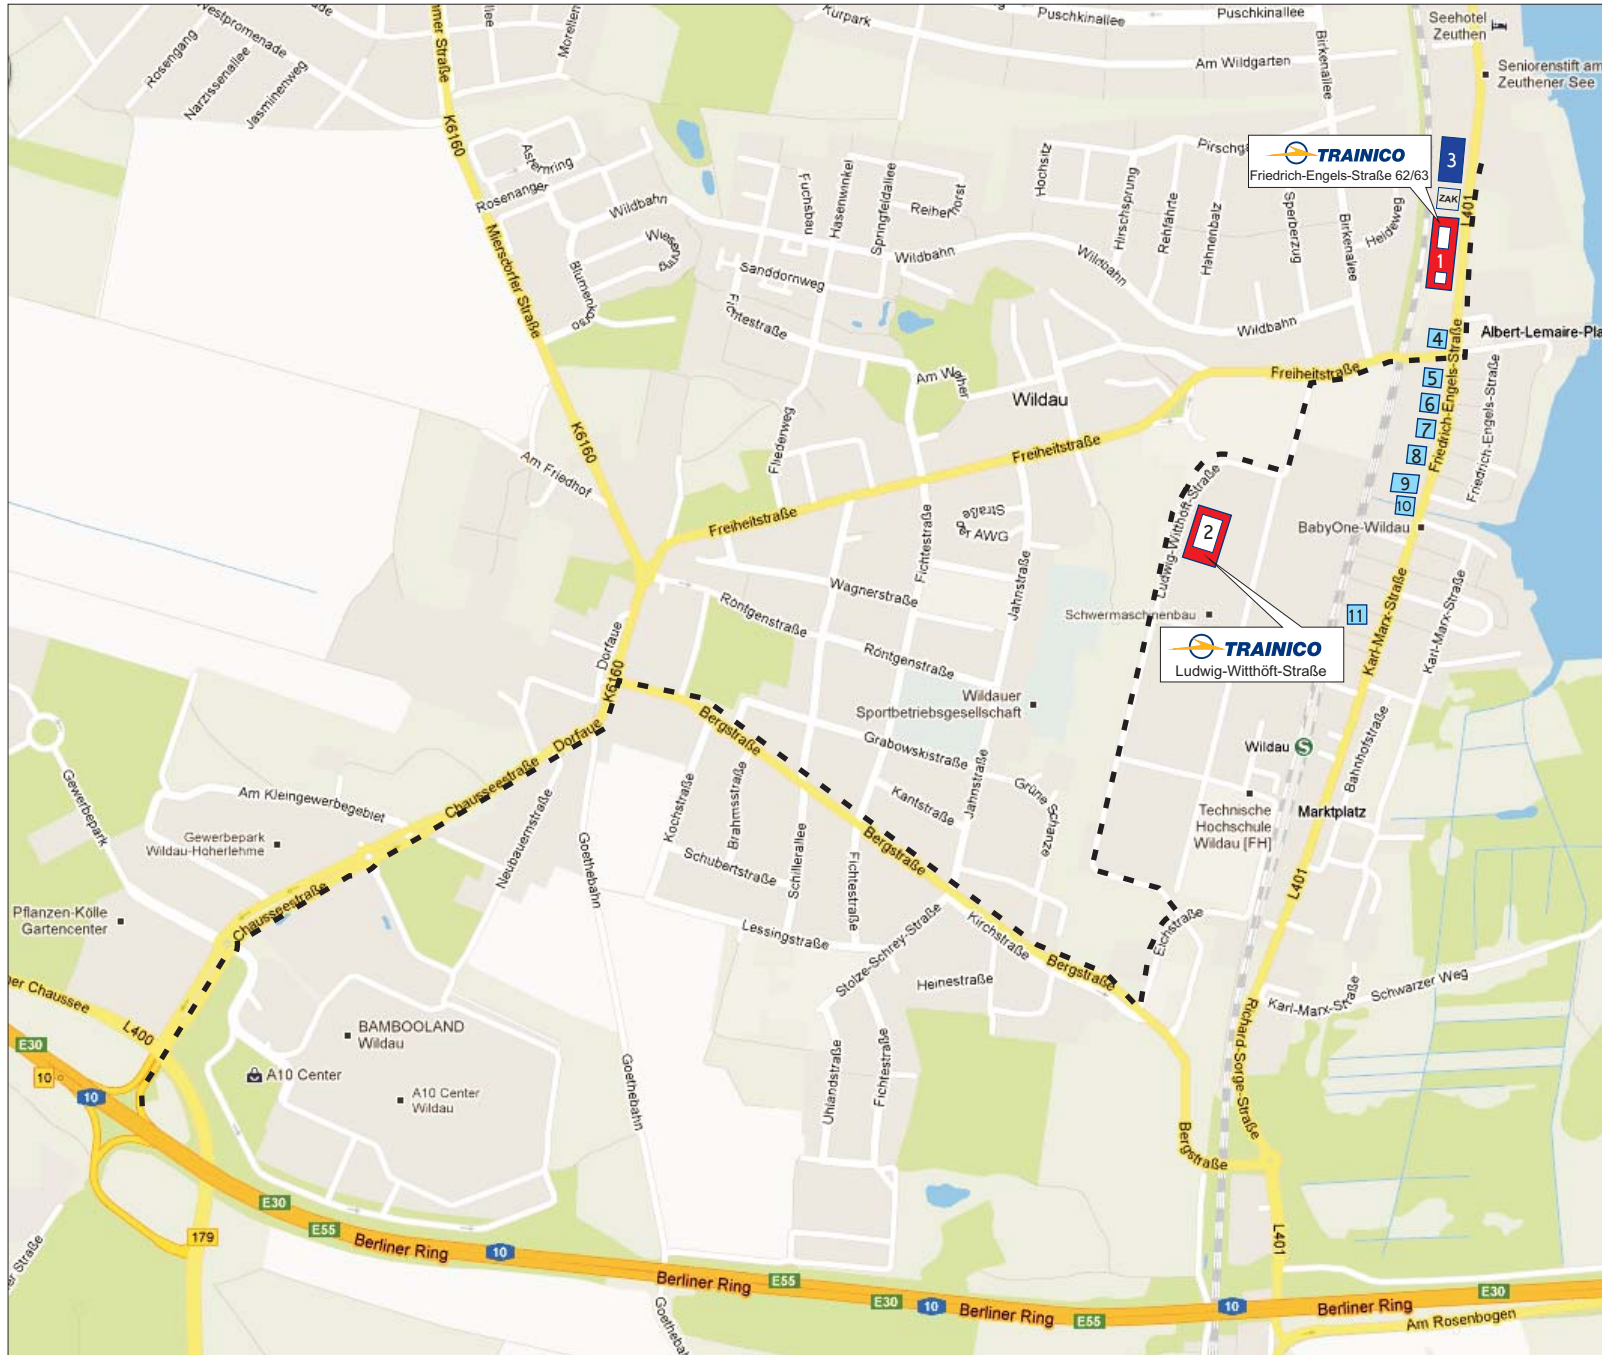 Westpromenade
Rosengang
Narzissenallee
Jasminenweg
Morellen
K6160
Kurpark
Puschkinallee
Puschkinallee
Am Wildgarten
Birkenallee
Seehotel
Zeuthen
Seniorenstift am
Zeuthener See
Asternring
Rosenanger
Wildbahn
Miersdorfer Straße
Fuchsbau
Hasenwinkel
Springfeldallee
Wildbahn
Sanddornweg
Fichtestraße
Hochsitz
Hirschsprung
Rehfährte
Hahnenbalz
Sperberzug
Birkenallee
Heideweg
Wildbahn
Wildbahn
TRAINICO
Friedrich-Engels-Straße 62/63
3
ZAK
L401
1
4
Albert-Lemaire-Pla
Freiheitstraße
5
6
7
8
9
10
Friedrich-Engels-Straße
Friedrich-Engels-Straße
Wildau
K6160
Am Friedhof
Fliederweg
Freiheitstraße
Freiheitstraße
Fichtestraße
Straße
er AWG
Jahnstraße
Ludwig-Witthöft-Straße
2
BabyOne-Wildau
Schwermaschinenbau
11
Karl-Marx-Straße
Karl-Marx-Straße
TRAINICO
Ludwig-Witthöft-Straße
Wagnerstraße
Röntgenstraße
Röntgenstraße
Dorfaue
K6160
Wildauer
Sportbetriebsgesellschaft
Bergstraße
Grabowskistraße
Dorfaue
Chausseestraße
Wildau
S
Bahnhofstraße
Gewerbepark
Am Kleingewerbegebiet
Gewerbepark
Wildau-Hoherlehme
Neubauernstraße
Goethebahn
Kochstraße
Brahmsstraße
Schubertstraße
Schillerallee
Fichtestraße
Kantstraße
Jahnstraße
Grüne Schanze
Bergstraße
Technische
Hochschule
Wildau [FH]
Marktplatz
L401
Chausseestraße
Pflanzen-Kölle
Gartencenter
Lessingstraße
Stolze-Schrey-Straße
Kirchstraße
Bergstraße
Heinestraße
Eichstraße
Karl-Marx-Straße
Schwarzer Weg
er Chaussee
L400
E30
10
10
BAMBOOLAND
Wildau
A10 Center
A10 Center
Wildau
Goethebahn
Uhlandstraße
Fichtestraße
Richard-Sorge-Straße
Bergstraße
179
E30
E55
Berliner Ring
10
Berliner Ring
E55
E30
10
Berliner Ring
E55
L401
10
Berliner Ring
E30
Am Rosenbogen